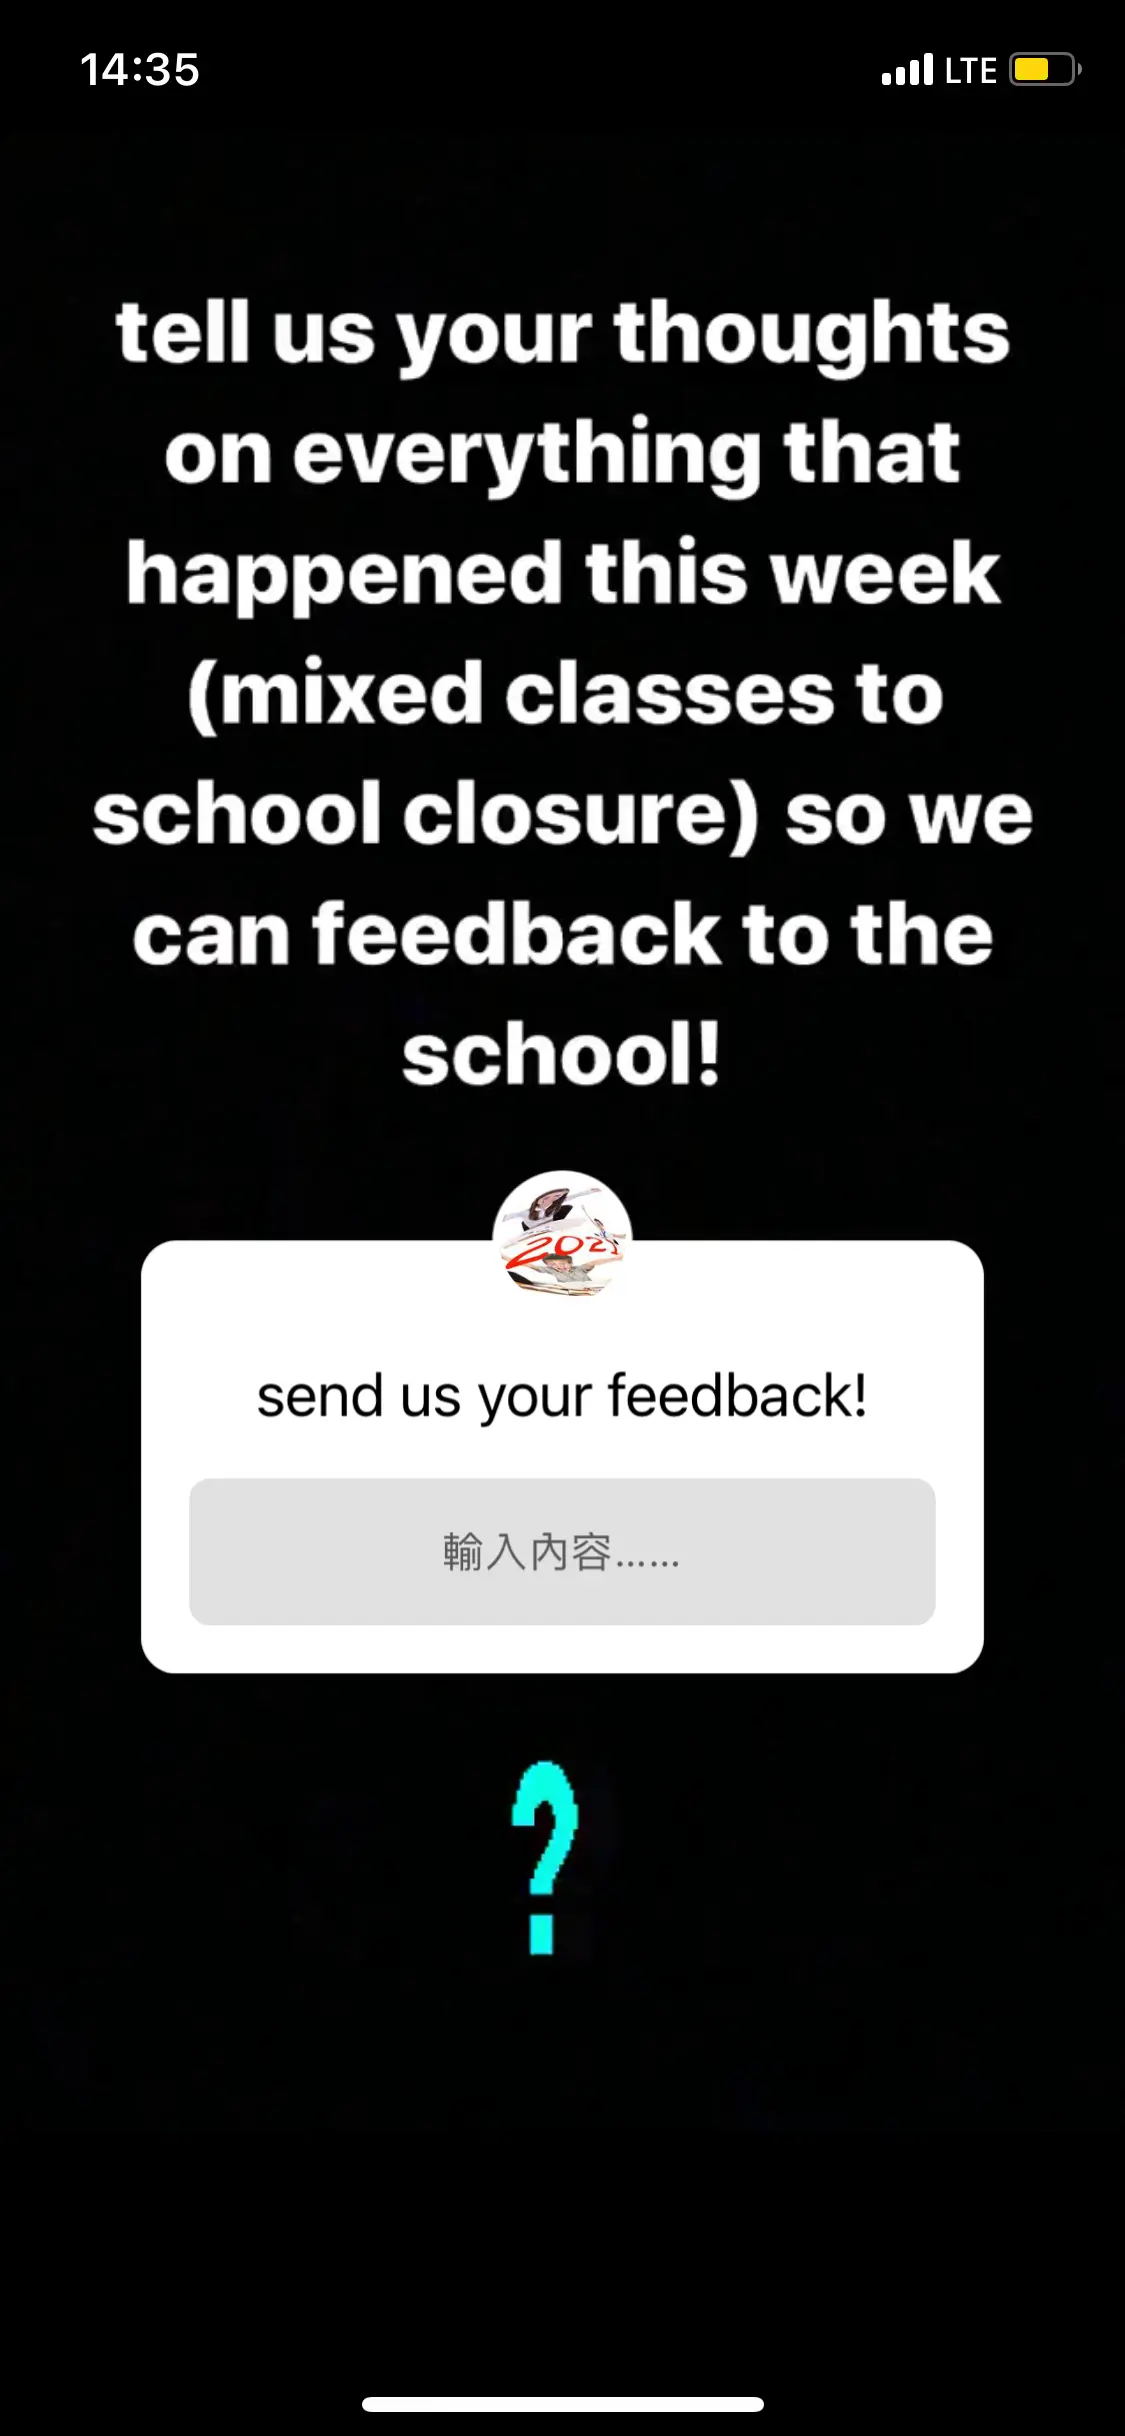 14:35 LTE
tell us your thoughts
on everything that
happened this week
(mixed classes to
school closure) so we
can feedback to the
school!
send us your feedback!
輸入內容……
?